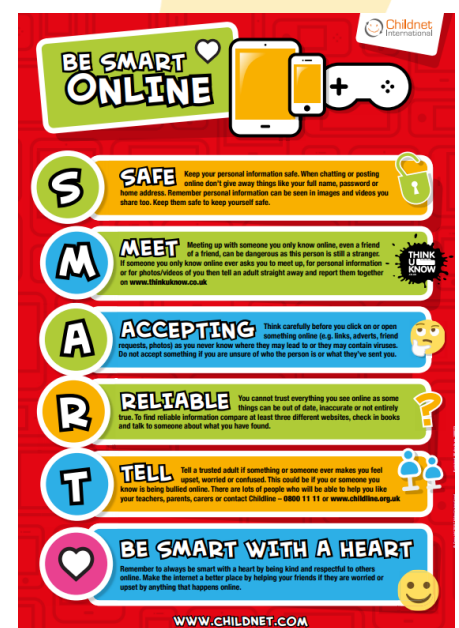 Childnet
International
BE SMART
ONLINE
S
SAFE Keep your personal information safe. When chatting or posting
online don't give away things like your full name, password or
home address. Remember personal information can be seen in images and videos you
share too. Keep them safe to keep yourself safe.
M
MEET Meeting up with someone you only know online, even a friend
of a friend, can be dangerous as this person is still a stranger.
If someone you only know online ever asks you to meet up, for personal information -
or for photos/videos of you then tell an adult straight away and report them together
on www.thinkuknow.co.uk
THINK
U
KNOW
A
ACCEPTING Think carefully before you click on or open
something online (e.g. links, adverts, friend
requests, photos) as you never know where they may lead to or they may contain viruses.
Do not accept something if you are unsure of who the person is or what they've sent you.
R
RELIABLE You cannot trust everything you see online as some
things can be out of date, inaccurate or not entirely
true. To find reliable information compare at least three different websites, check in books
and talk to someone about what you have found.
?
T
TELL Tell a trusted adult if something or someone ever makes you feel
upset, worried or confused. This could be if you or someone you
know is being bullied online. There are lots of people who will be able to help you like
your teachers, parents, carers or contact Childline – 0800 11 11 or www.childline.org.uk
BE SMART WITH A HEART
Remember to always be smart with a heart by being kind and respectful to others
online. Make the internet a better place by helping your friends if they are worried or
upset by anything that happens online.
WWW.CHILDNET.COM